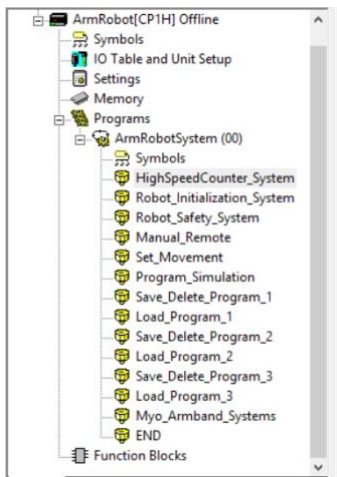 ArmRobot[CP1H] Offline
Symbols
IO Table and Unit Setup
Settings
Memory
Programs
ArmRobotSystem (00)
Symbols
HighSpeedCounter_System
Robot_Initialization_System
Robot_Safety_System
Manual_Remote
Set_Movement
Program_Simulation
Save_Delete_Program_1
Load_Program_1
Save_Delete_Program_2
Load_Program_2
Save_Delete_Program_3
Load_Program_3
Myo_Armband_Systems
END
Function Blocks